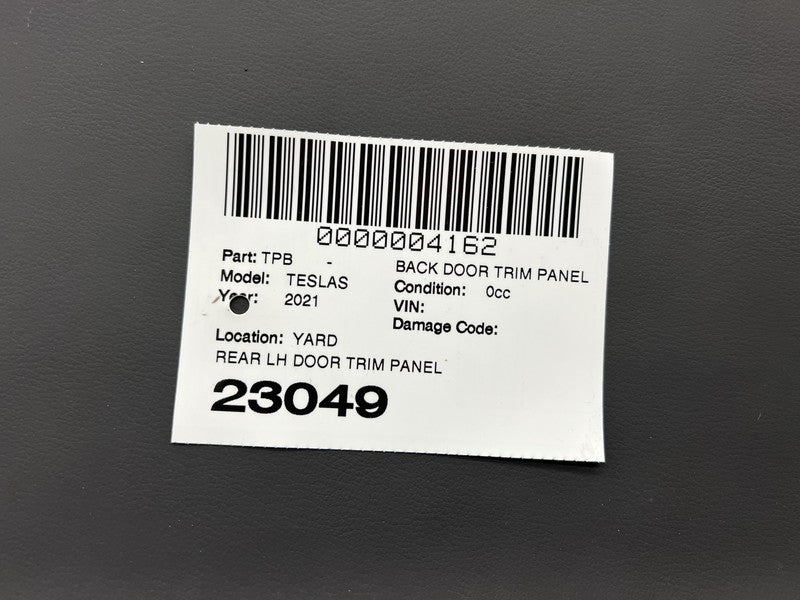 0000004162
Part: TPB - BACK DOOR TRIM PANEL
Model: TESLAS Condition: 0cc
Year: 2021 VIN:
Damage Code:
Location: YARD
REAR LH DOOR TRIM PANEL
23049